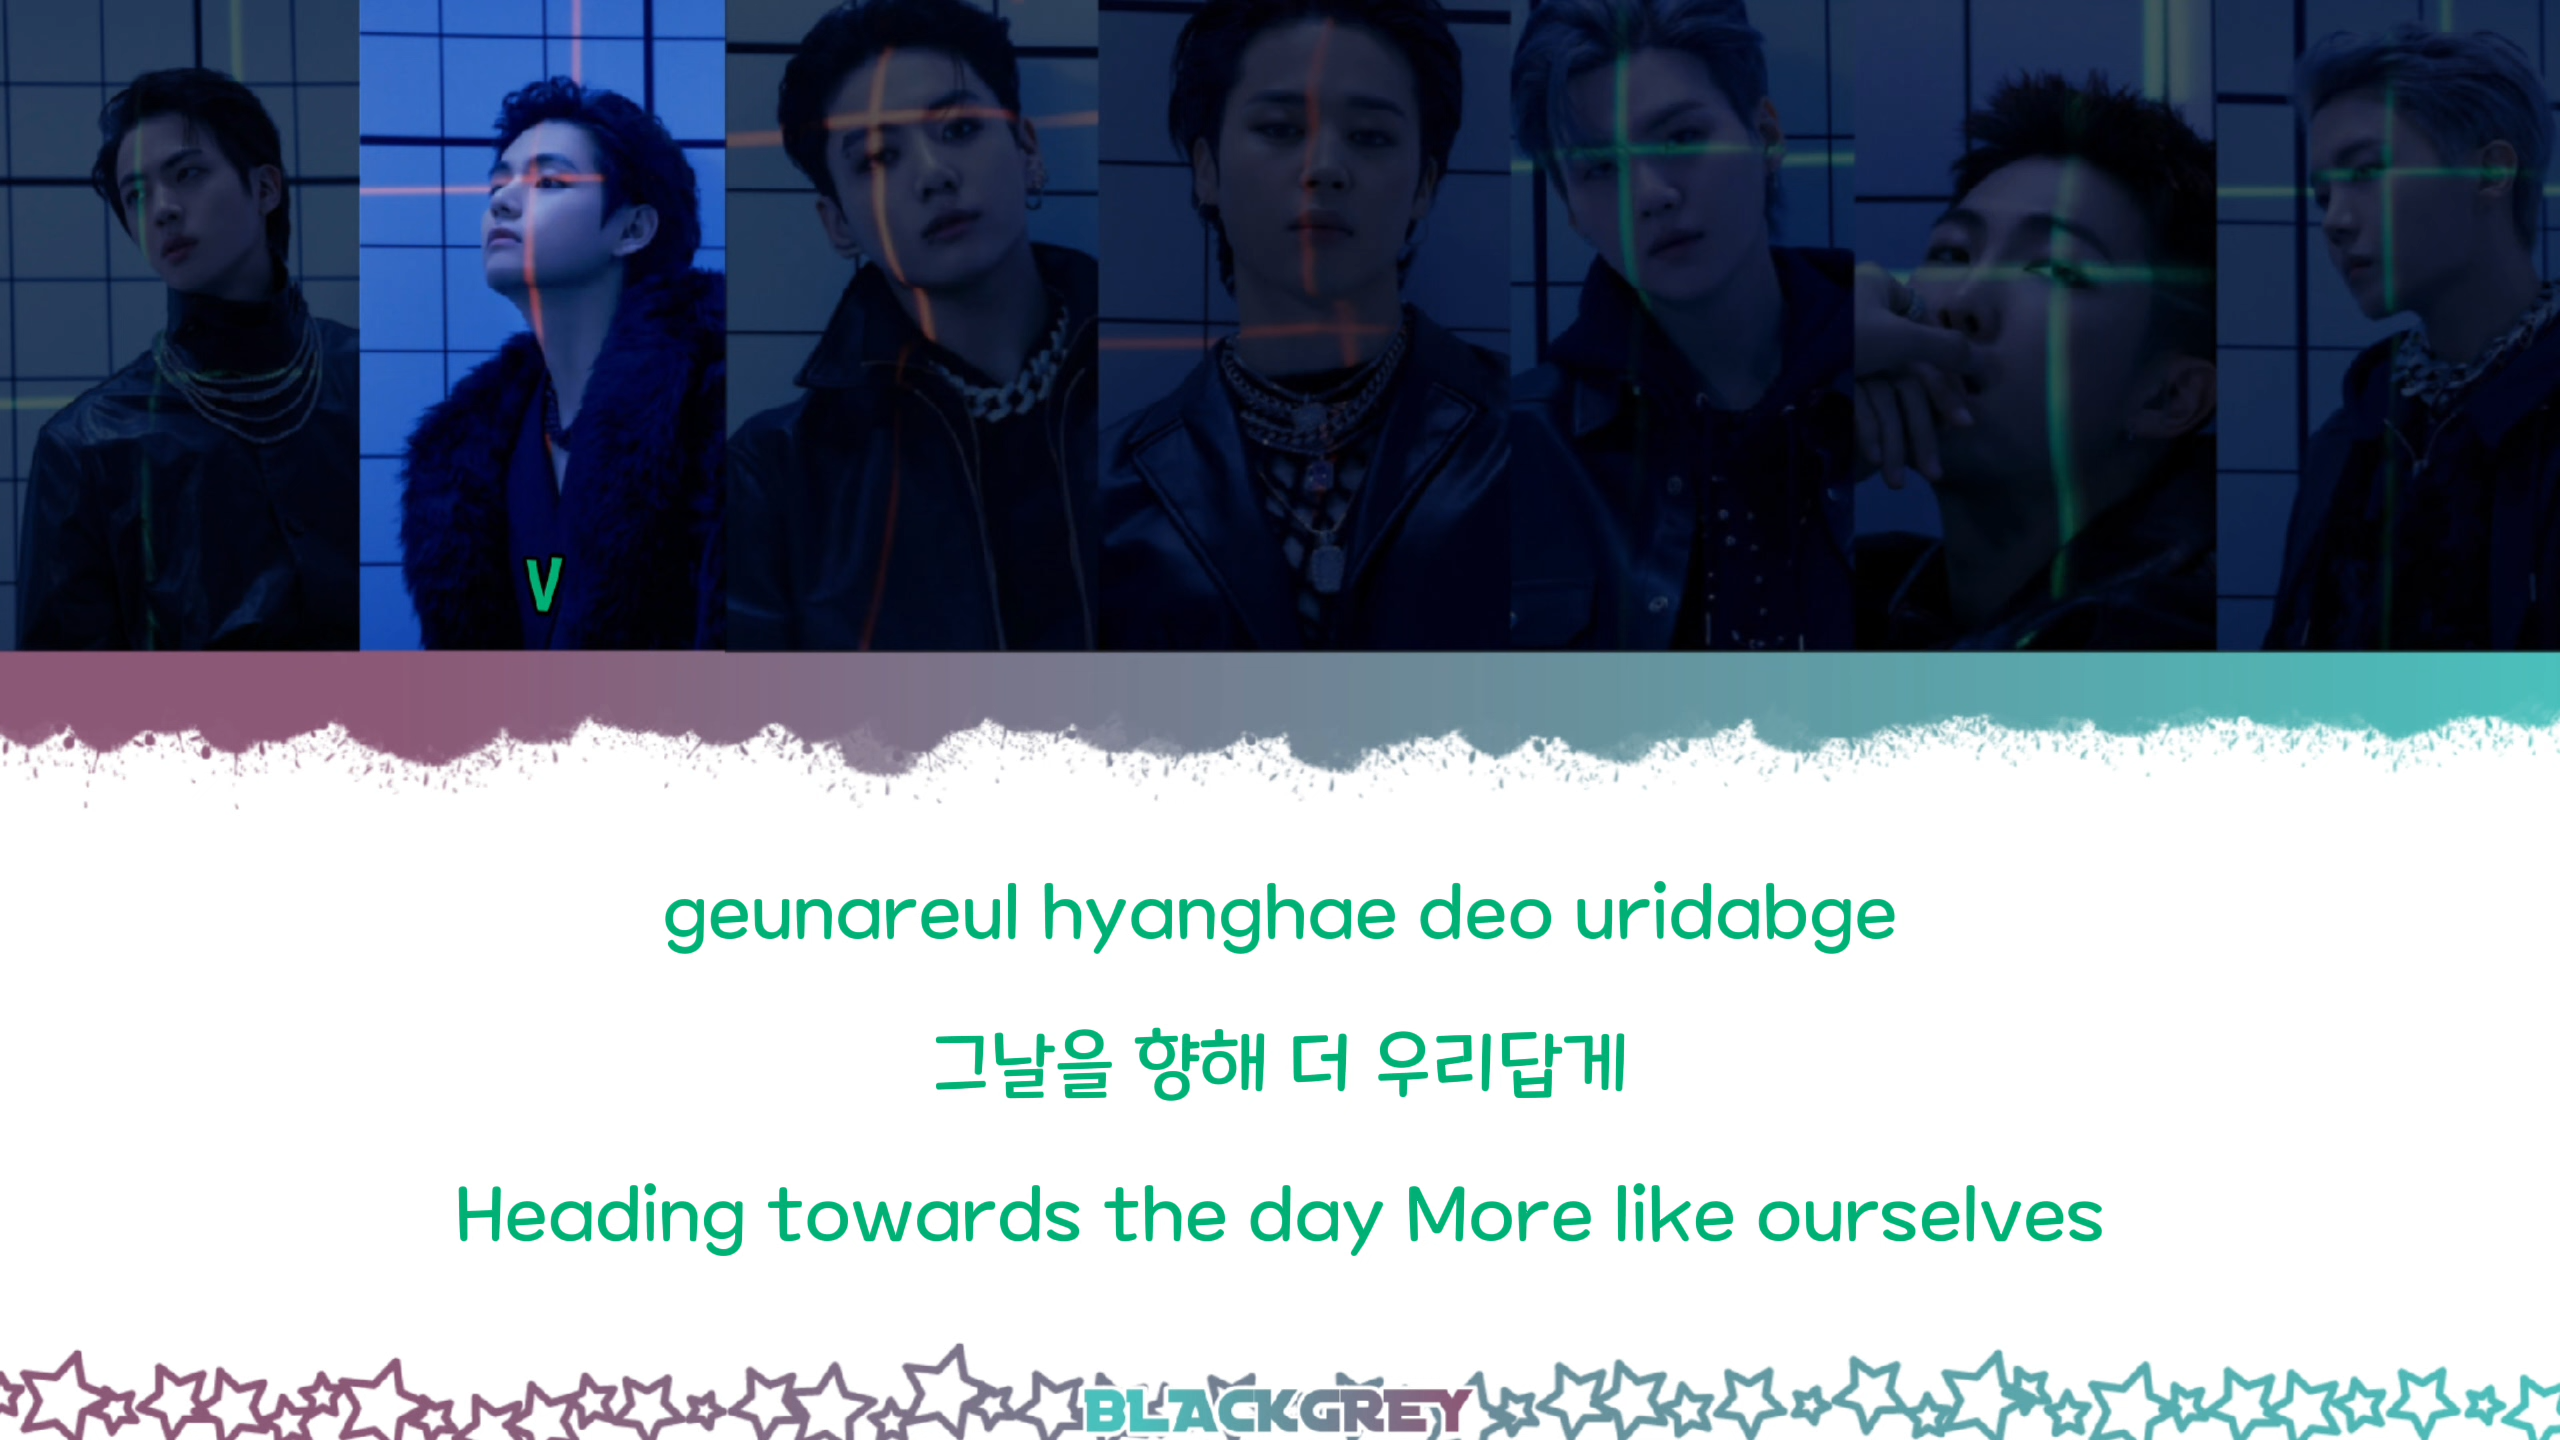 V
geunareul hyanghae deo uridabge
그날을 향해 더 우리답게
Heading towards the day More like ourselves
BLACKGREY